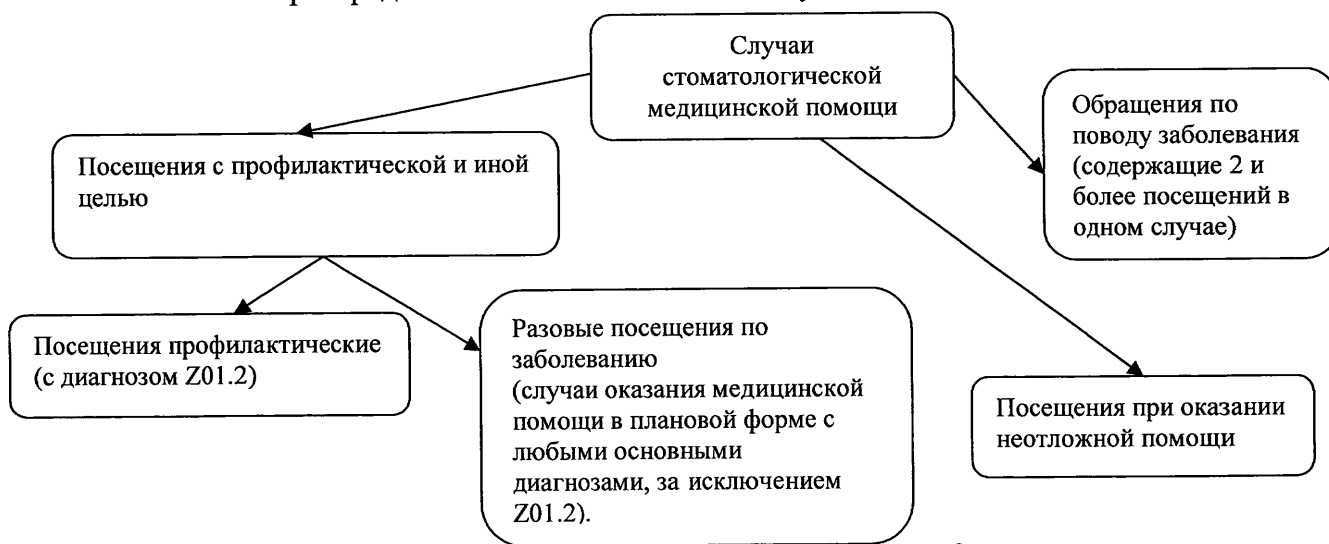 Случаи
стоматологической
медицинской помощи
Обращения по
поводу заболевания
(содержащие 2 и
более посещений в
одном случае)
Посещения с профилактической и иной
целью
Посещения профилактические
(с диагнозом Z01.2)
Разовые посещения по
заболеванию
(случаи оказания медицинской
помощи в плановой форме с
любыми основными
диагнозами, за исключением
Z01.2).
Посещения при оказании
неотложной помощи